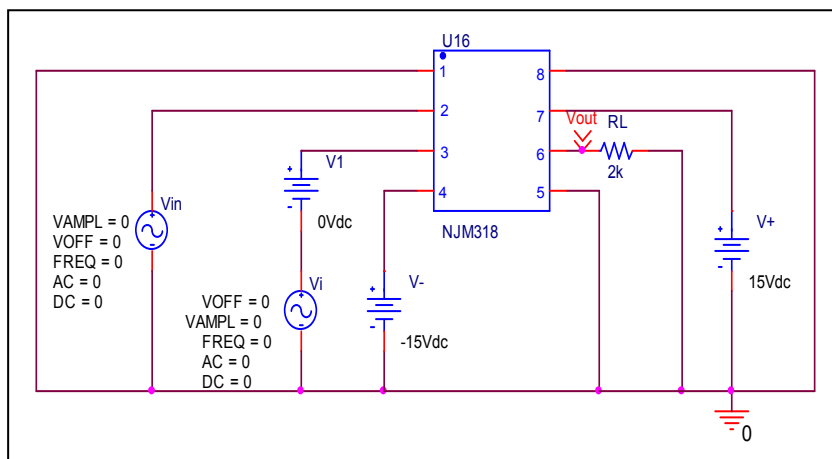 U16
1
2
3
4
8
7
6
5
NJM318
Vout
RL
2k
V1
0Vdc
Vin
VAMPL = 0
VOFF = 0
FREQ = 0
AC = 0
DC = 0
Vi
VOFF = 0
VAMPL = 0
FREQ = 0
AC = 0
DC = 0
V-
-15Vdc
V+
15Vdc
0